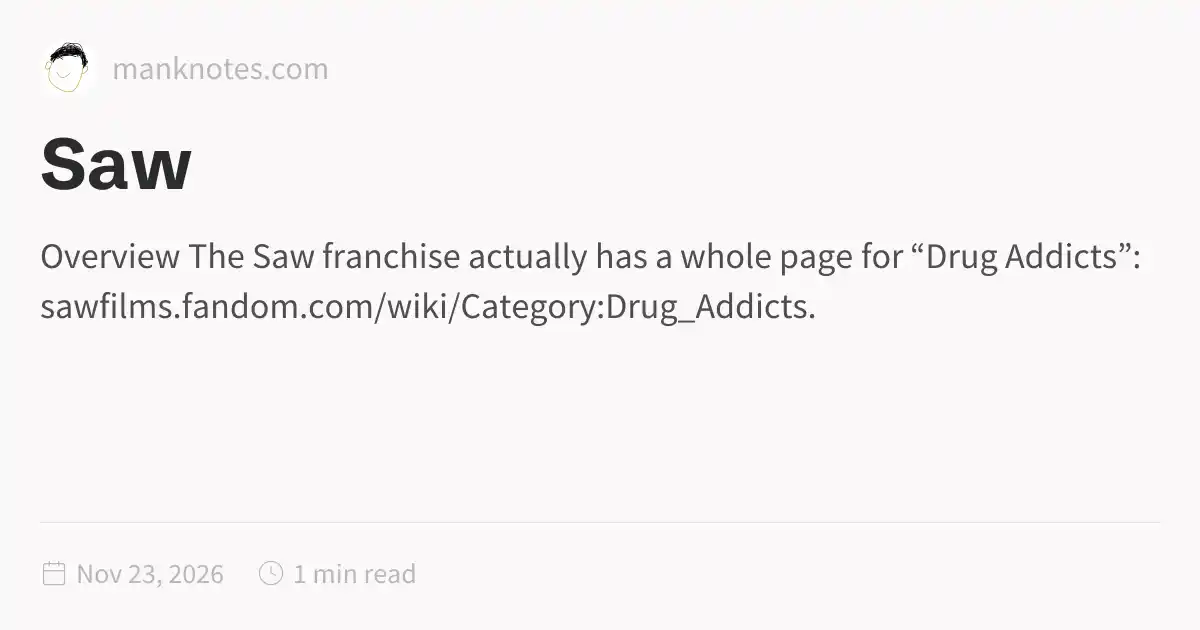 manknotes.com
Saw
Overview The Saw franchise actually has a whole page for “Drug Addicts”:
sawfilms.fandom.com/wiki/Category:Drug_Addicts.
Nov 23, 2026 1 min read